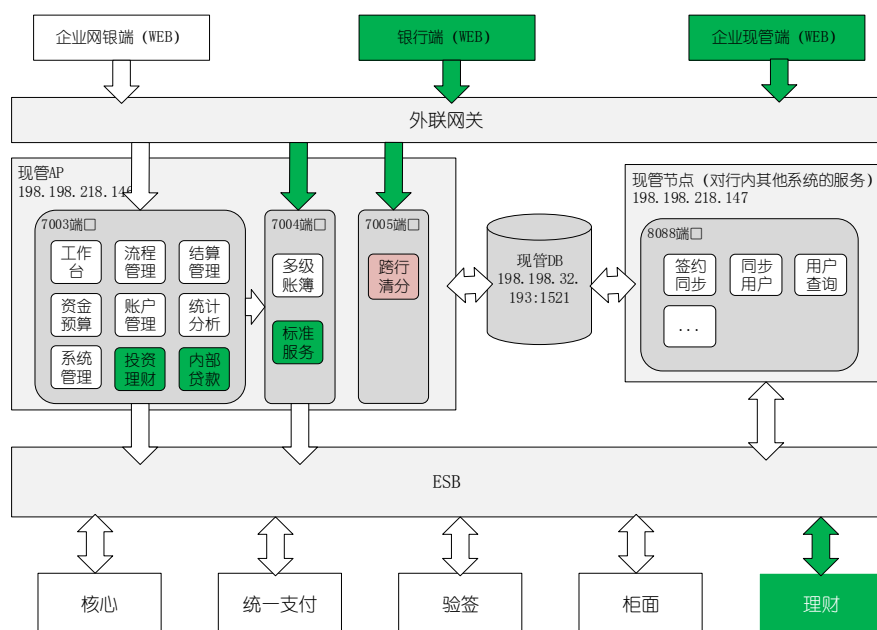 企业网银端（WEB）
银行端（WEB）
企业现管端（WEB）
外联网关
现管AP
198.198.218.146
7003端口
工作
台
流程
管理
结算
管理
资金
预算
账户
管理
统计
分析
系统
管理
投资
理财
内部
贷款
7004端口
多级
账簿
标准
服务
7005端口
跨行
清分
现管DB
198.198.32.
193:1521
现管节点（对行内其他系统的服务）
198.198.218.147
8088端口
签约
同步
同步
用户
用户
查询
...
ESB
核心
统一支付
验签
柜面
理财